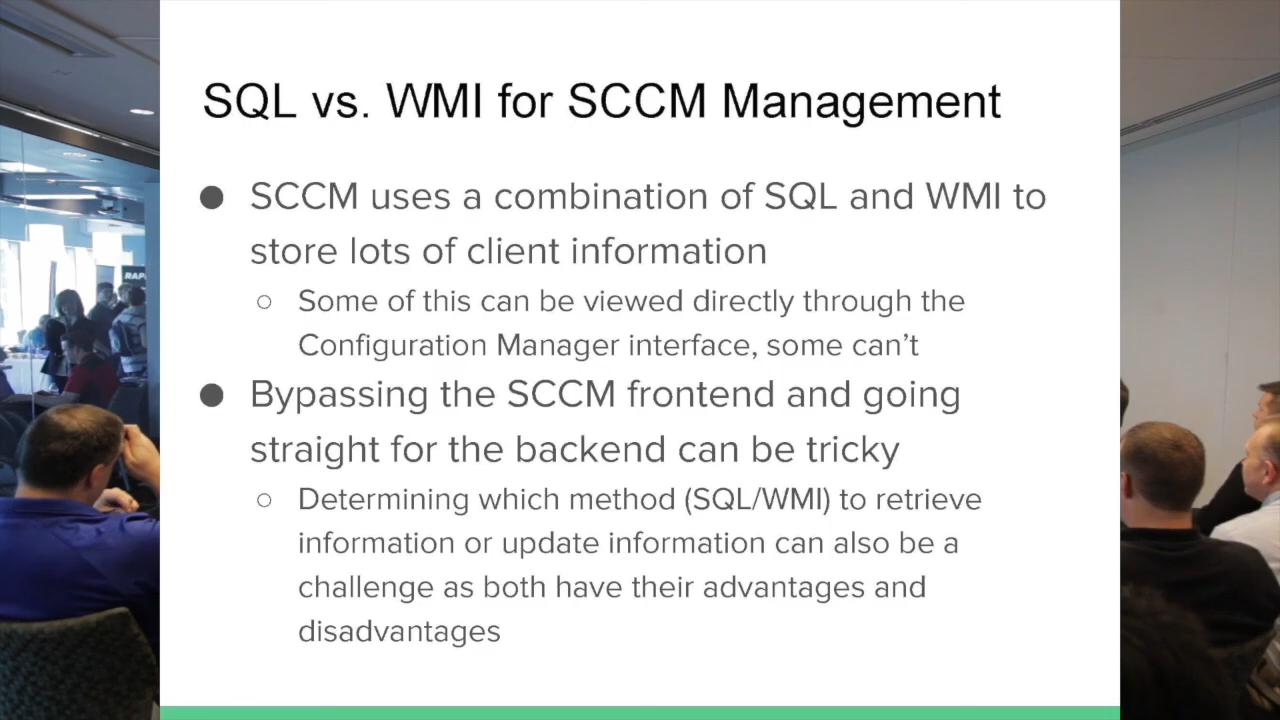 SQL vs. WMI for SCCM Management
● SCCM uses a combination of SQL and WMI to
store lots of client information
○ Some of this can be viewed directly through the
Configuration Manager interface, some can't
● Bypassing the SCCM frontend and going
straight for the backend can be tricky
○ Determining which method (SQL/WMI) to retrieve
information or update information can also be a
challenge as both have their advantages and
disadvantages